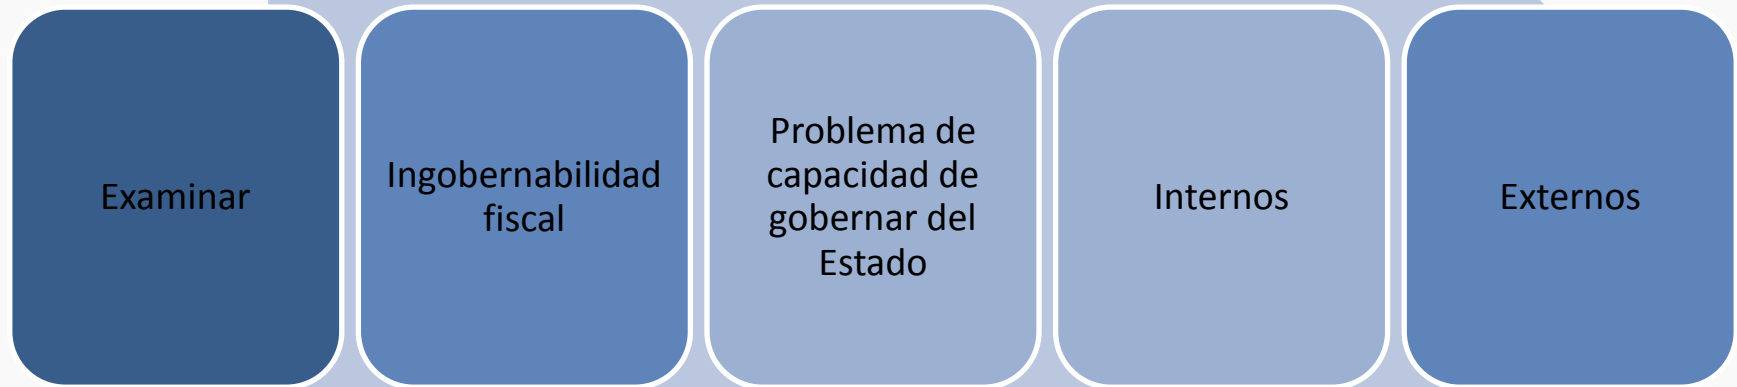 Examinar
Ingobernabilidad
fiscal
Problema de
capacidad de
gobernar del
Estado
Internos
Externos